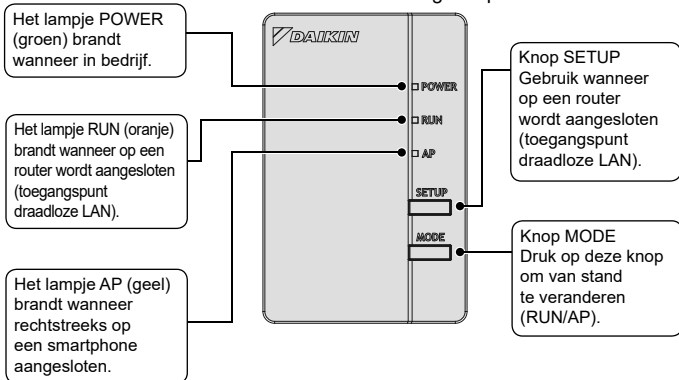 Het lampje POWER
(groen) brandt
wanneer in bedrijf.
Het lampje RUN (oranje)
brandt wanneer op een
router wordt aangesloten
(toegangspunt
draadloze LAN).
Het lampje AP (geel)
brandt wanneer
rechtstreeks op
een smartphone
aangesloten.
DAIKIN
POWER
RUN
AP
SETUP
MODE
Knop SETUP
Gebruik wanneer
op een router
wordt aangesloten
(toegangspunt
draadloze LAN).
Knop MODE
Druk op deze knop
om van stand
te veranderen
(RUN/AP).